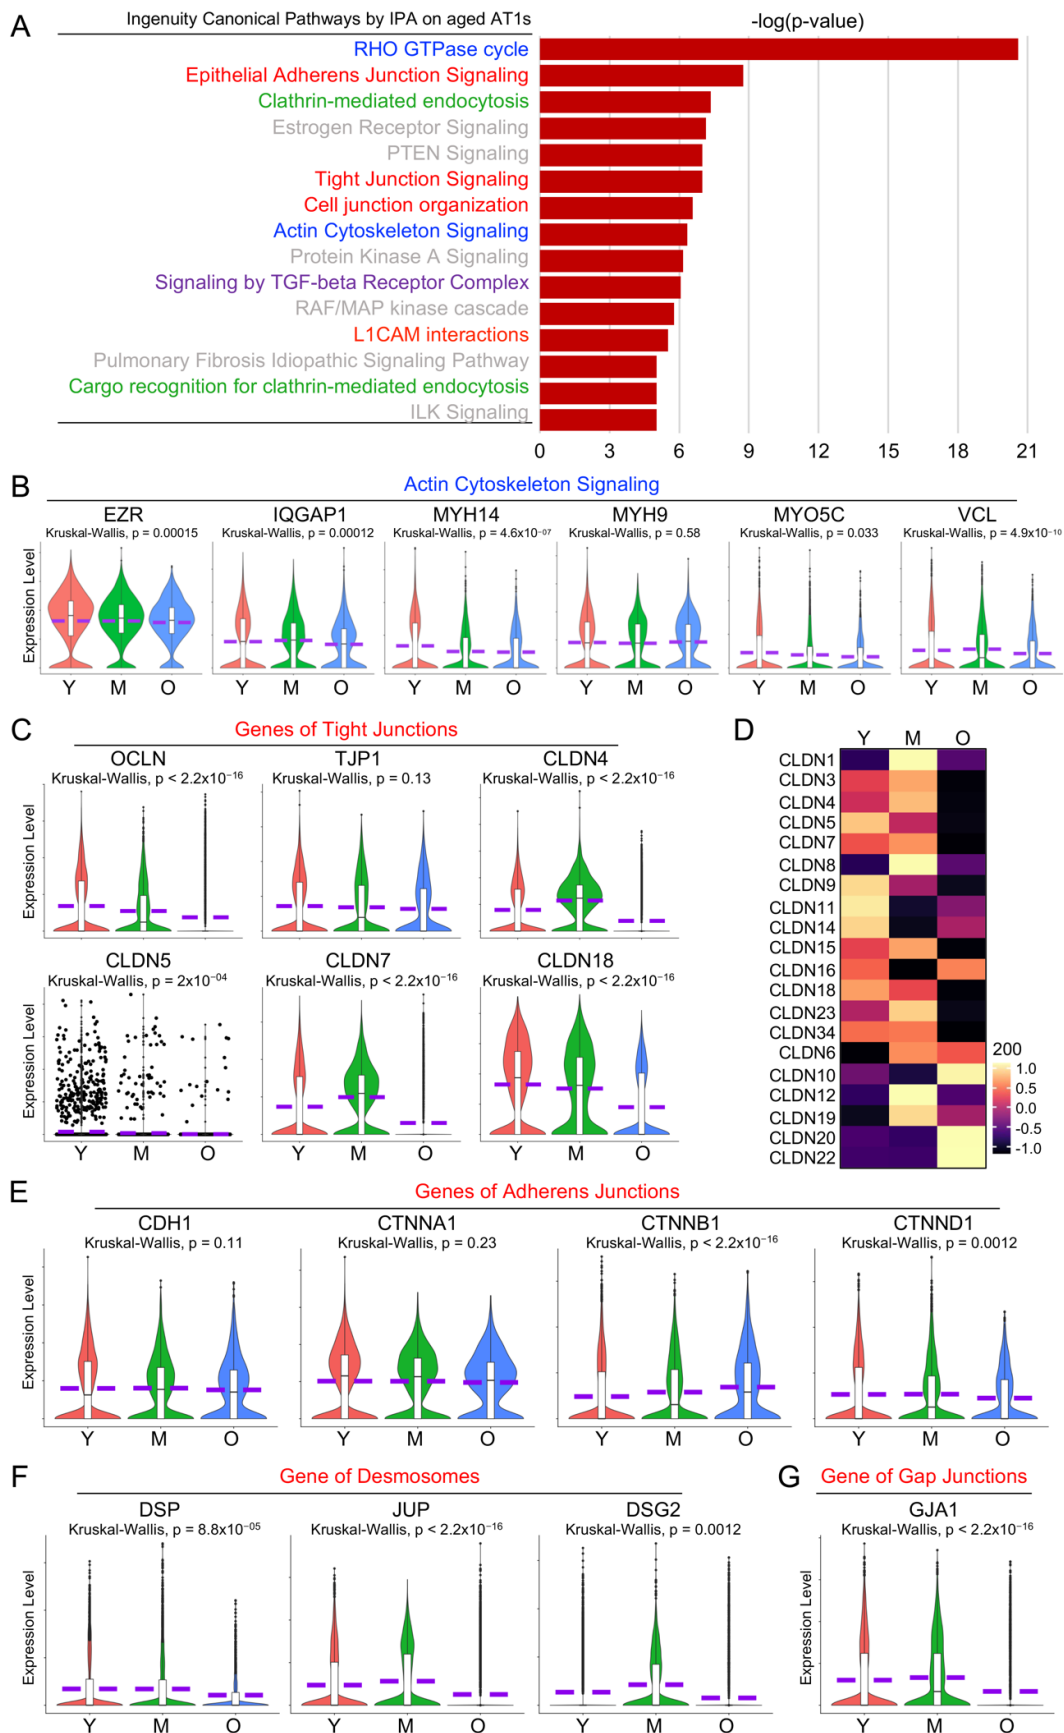 A
Ingenuity Canonical Pathways by IPA on aged AT1s
-log(p-value)
RHO GTPase cycle
Epithelial Adherens Junction Signaling
Clathrin-mediated endocytosis
Estrogen Receptor Signaling
PTEN Signaling
Tight Junction Signaling
Cell junction organization
Actin Cytoskeleton Signaling
Protein Kinase A Signaling
Signaling by TGF-beta Receptor Complex
RAF/MAP kinase cascade
L1CAM interactions
Pulmonary Fibrosis Idiopathic Signaling Pathway
Cargo recognition for clathrin-mediated endocytosis
ILK Signaling
0 3 6 9 12 15 18 21
B
Actin Cytoskeleton Signaling
EZR IQGAP1 MYH14 MYH9 MYO5C VCL
Kruskal-Wallis, p = 0.00015 Kruskal-Wallis, p = 0.00012 Kruskal-Wallis, p = 4.6x10⁻⁰⁷ Kruskal-Wallis, p = 0.58 Kruskal-Wallis, p = 0.033 Kruskal-Wallis, p = 4.9x10⁻¹⁰
Expression Level
Y M O Y M O Y M O Y M O Y M O Y M O
C
Genes of Tight Junctions
OCLN TJP1 CLDN4
Kruskal-Wallis, p < 2.2x10⁻¹⁶ Kruskal-Wallis, p = 0.13 Kruskal-Wallis, p < 2.2x10⁻¹⁶
Expression Level
CLDN5 CLDN7 CLDN18
Kruskal-Wallis, p = 2x10⁻⁰⁴ Kruskal-Wallis, p < 2.2x10⁻¹⁶ Kruskal-Wallis, p < 2.2x10⁻¹⁶
Expression Level
Y M O Y M O Y M O
D
Y M O
CLDN1
CLDN3
CLDN4
CLDN5
CLDN7
CLDN8
CLDN9
CLDN11
CLDN14
CLDN15
CLDN16
CLDN18
CLDN23
CLDN34
CLDN6
CLDN10
CLDN12
CLDN19
CLDN20
CLDN22
200
1.0
0.5
0.0
-0.5
-1.0
E
Genes of Adherens Junctions
CDH1 CTNNA1 CTNNB1 CTNND1
Kruskal-Wallis, p = 0.11 Kruskal-Wallis, p = 0.23 Kruskal-Wallis, p < 2.2x10⁻¹⁶ Kruskal-Wallis, p = 0.0012
Expression Level
Y M O Y M O Y M O Y M O
F
Gene of Desmosomes
DSP JUP DSG2
Kruskal-Wallis, p = 8.8x10⁻⁰⁵ Kruskal-Wallis, p < 2.2x10⁻¹⁶ Kruskal-Wallis, p = 0.0012
Expression Level
Y M O Y M O Y M O
G
Gene of Gap Junctions
GJA1
Kruskal-Wallis, p < 2.2x10⁻¹⁶
Expression Level
Y M O